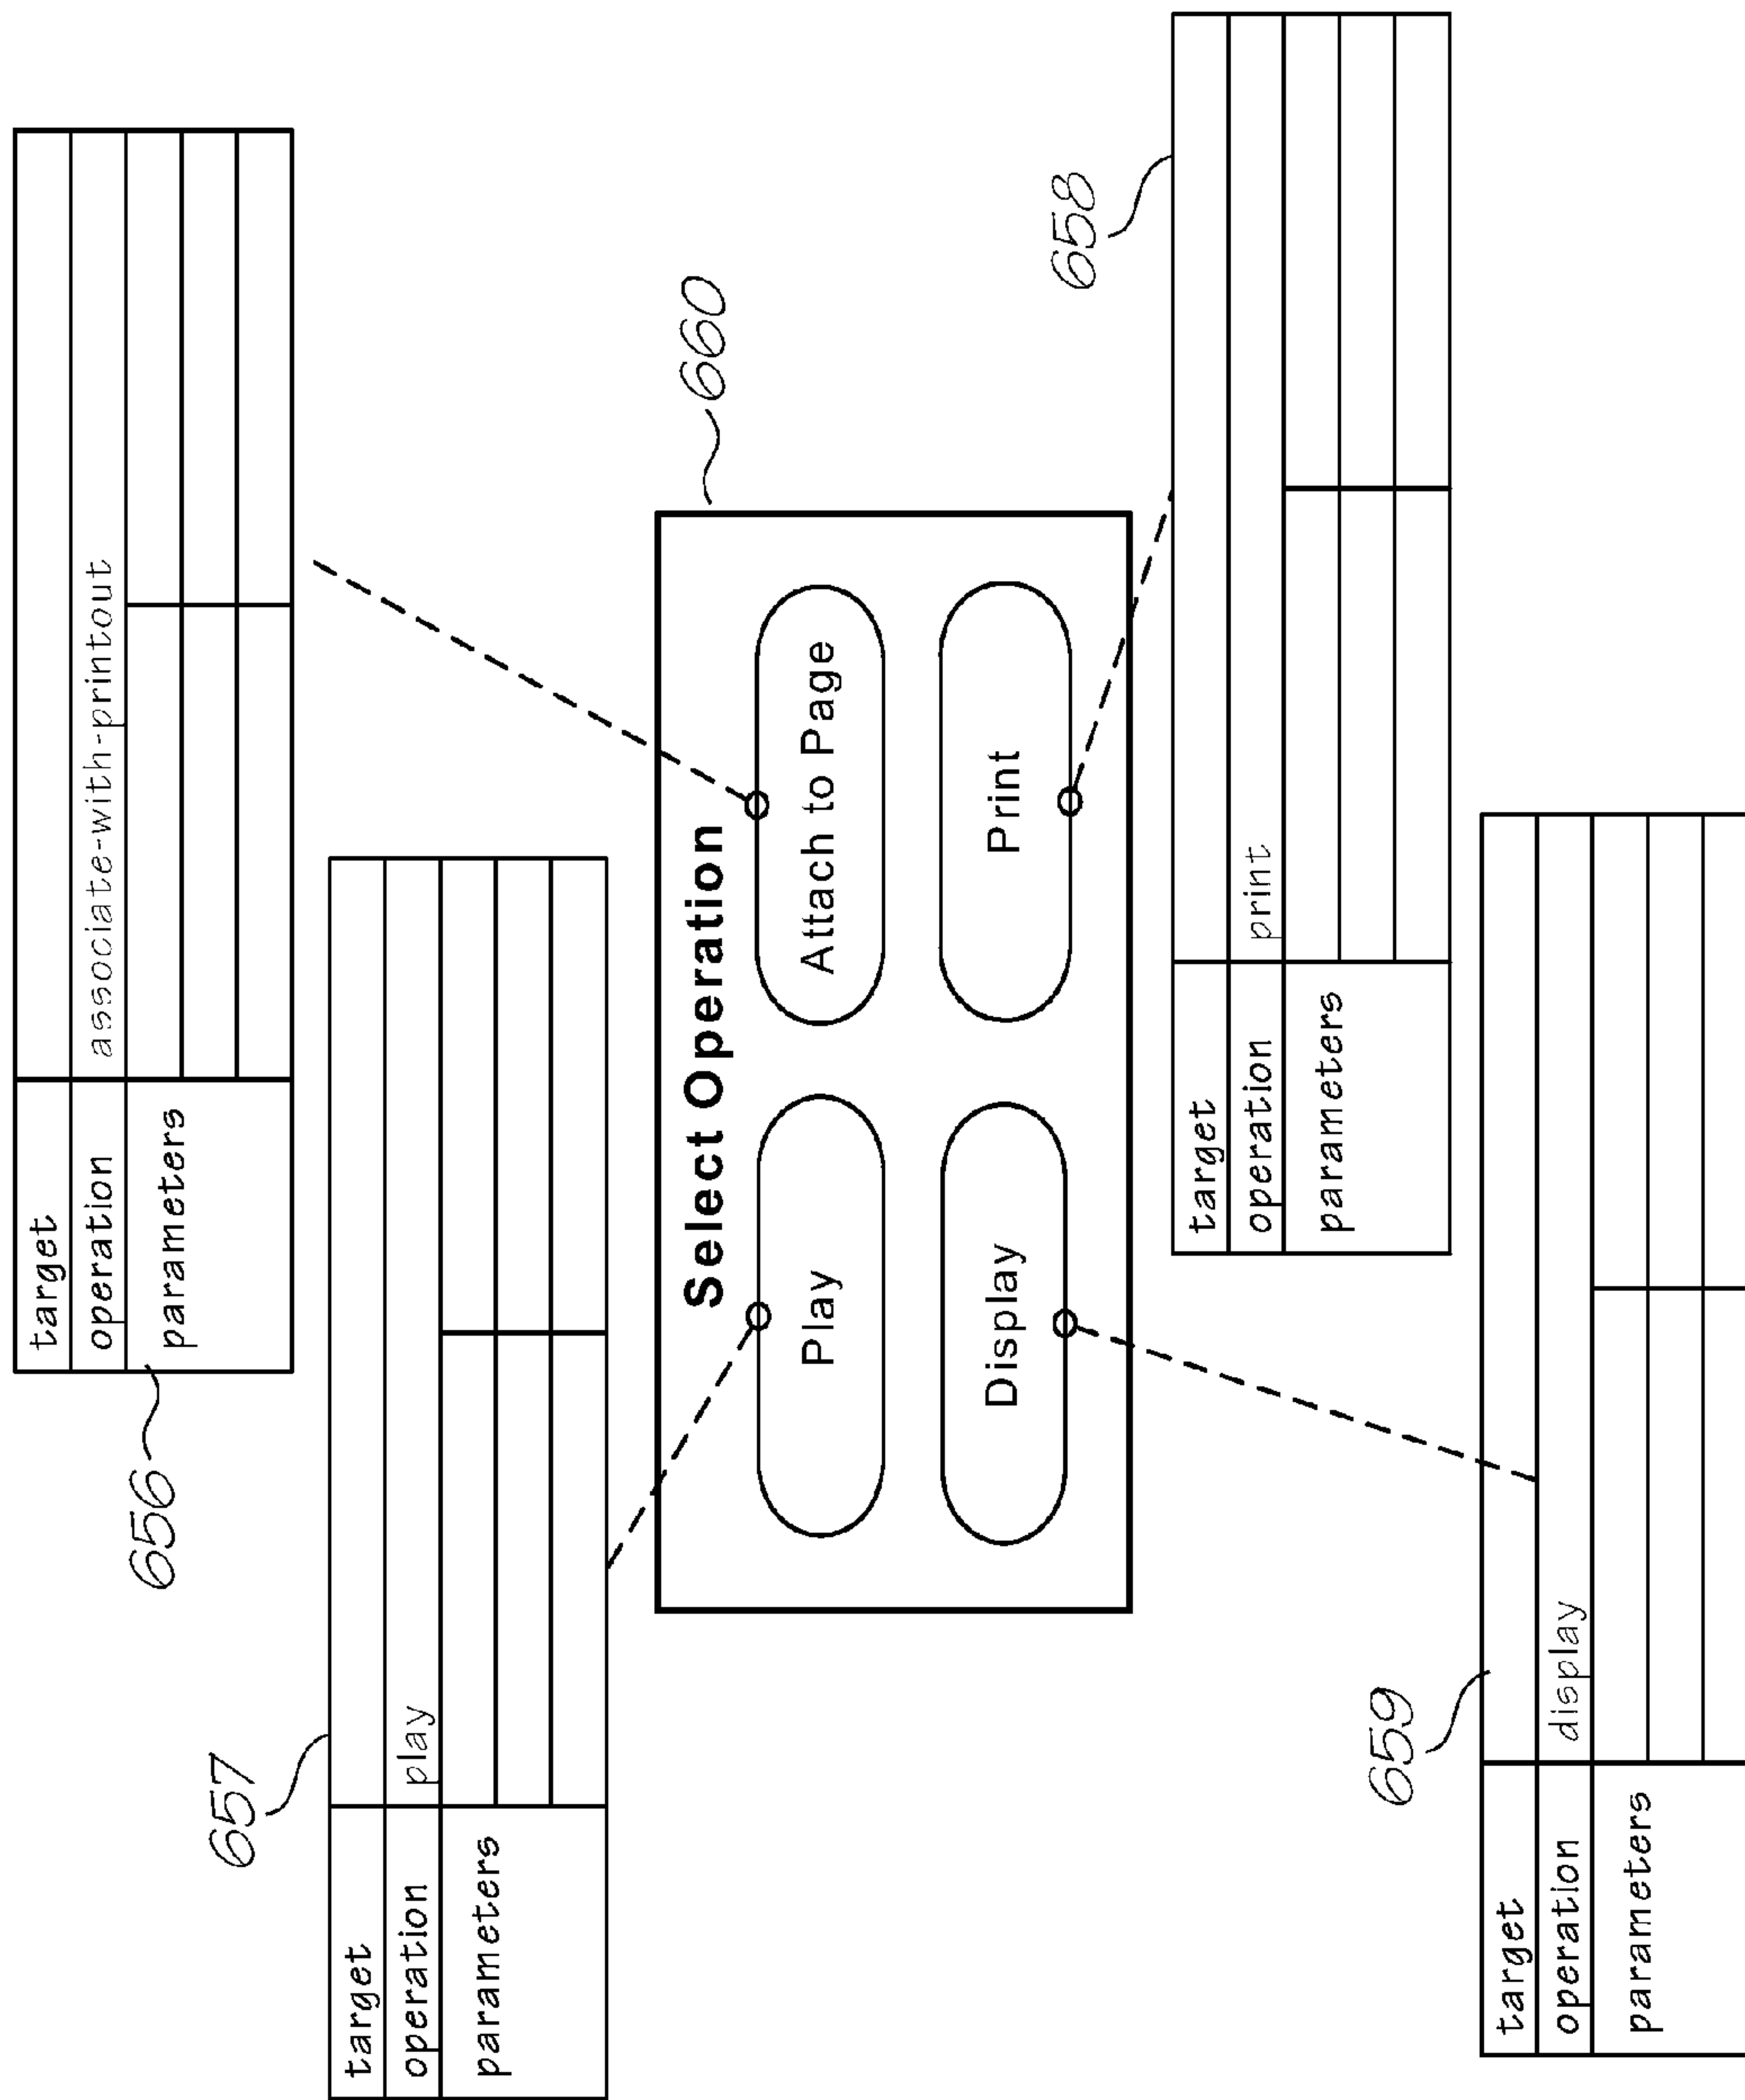 target
operation associate-with-printout
parameters
656
657
target
operation play
parameters
660
Select Operation
Play Attach to Page
Display Print
658
target
operation print
parameters
659
target
operation display
parameters